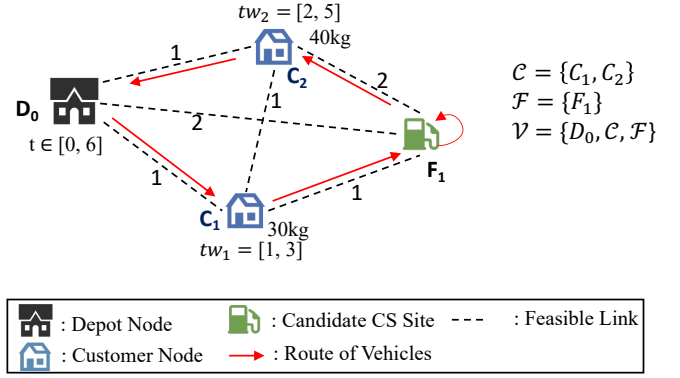 tw₂ = [2, 5]
40kg
C₂
1
2
D₀
t ∈ [0, 6]
2
1
F₁
1
1
C₁
30kg
tw₁ = [1, 3]
𝒞 = {C₁, C₂}
ℱ = {F₁}
𝒱 = {D₀, 𝒞, ℱ}
: Depot Node
: Candidate CS Site
: Feasible Link
: Customer Node
: Route of Vehicles